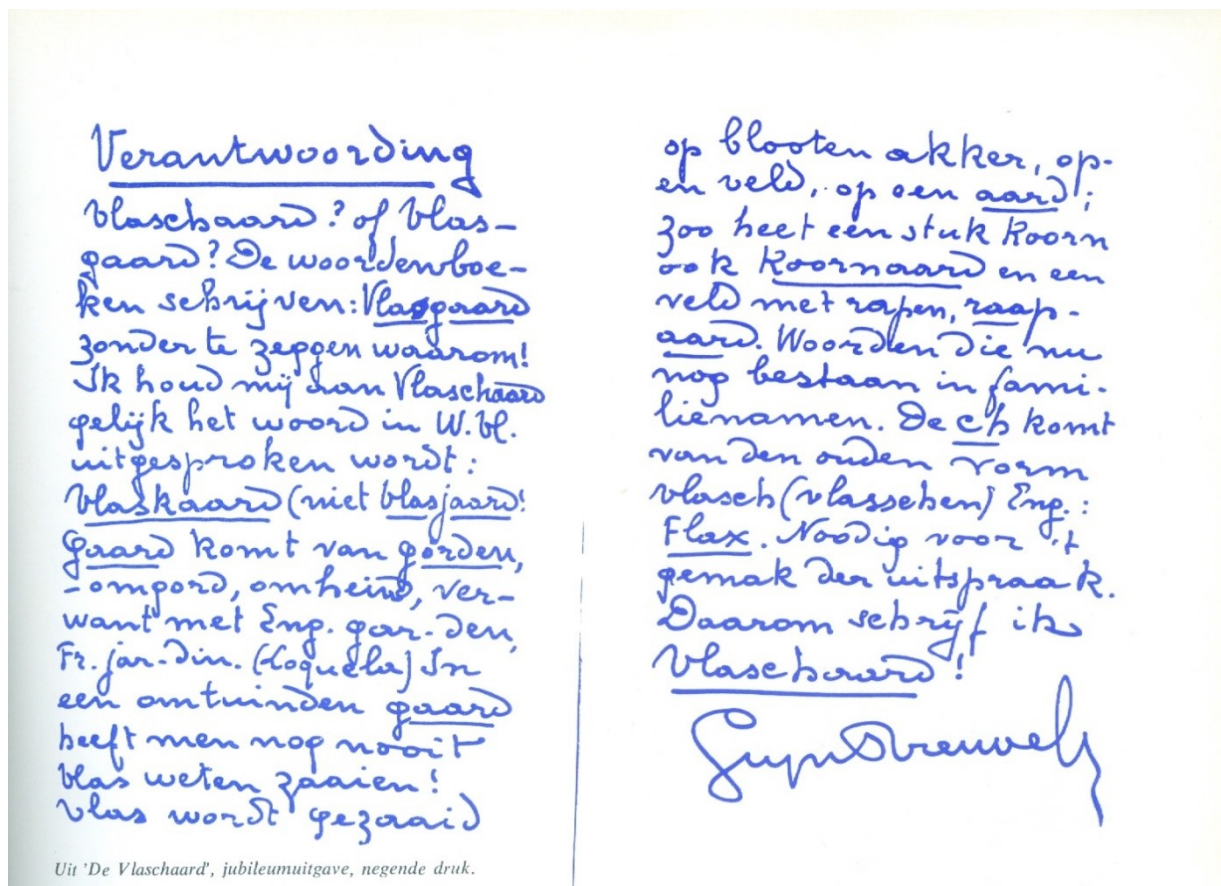 Verantwoording
Vlaschaard? of Vlas-
gaard? De woordenboe-
ken schrijven: Vlasgaard
zonder te zeggen waarom!
Ik houd mij aan Vlaschaard
gelijk het woord in W.Vl.
uitgesproken wordt:
Vlaskaard (niet vlasjaard!
Gaard komt van gorden,
- omgord, omheind, ver-
want met Eng. gar-den,
Fr. jar-din. (Loquela) In
een omtuinden gaard
heeft men nog nooit
vlas weten zaaien!
Vlas wordt gezaaid
op blooten akker, op-
en veld, op een aard;
zoo heet een stuk koorn
ook koornaard en een
veld met rapen, raap-
aard. Woorden die nu
nog bestaan in fami-
lienamen. De ch komt
van den ouden vorm
vlasch (vlasschen) Eng.:
Flax. Noodig voor 't
gemak der uitspraak.
Daarom schrijf ik
Vlaschaard!
Stijn Streuvels
Uit 'De Vlaschaard', jubileumuitgave, negende druk.